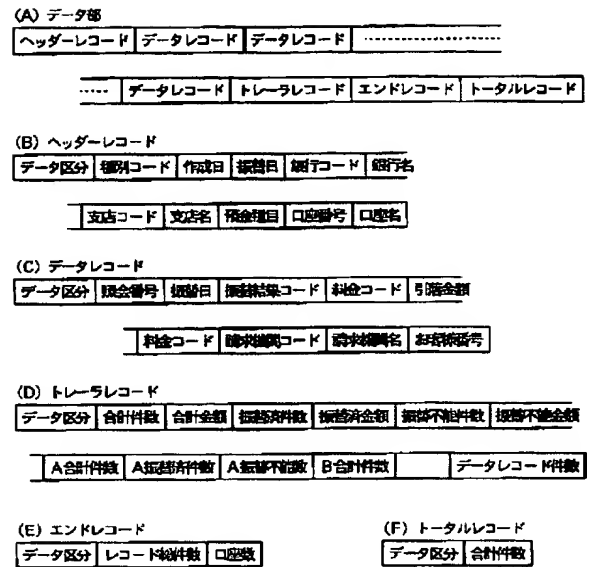 (A) データ部
ヘッダーレコード データレコード データレコード ……………
…… データレコード トレーラレコード エンドレコード トータルレコード
(B) ヘッダーレコード
データ区分 種別コード 作成日 振替日 銀行コード 銀行名
支店コード 支店名 預金種目 口座番号 口座名
(C) データレコード
データ区分 照会番号 振替日 振替結果コード 料金コード 引落金額
料金コード 請求機関コード 請求機関名 お客様番号
(D) トレーラレコード
データ区分 合計件数 合計金額 振替済件数 振替済金額 振替不能件数 振替不能金額
A合計件数 A振替済件数 A振替不能数 B合計件数 データレコード件数
(E) エンドレコード
データ区分 レコード総件数 口座数
(F) トータルレコード
データ区分 合計件数